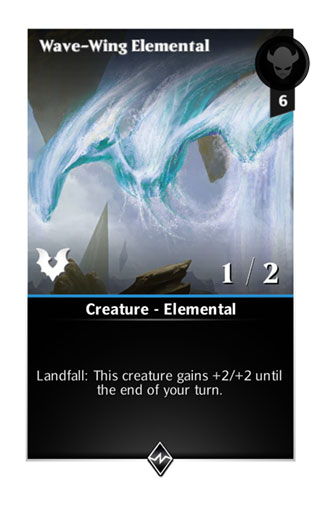 Wave-Wing Elemental
6
1 / 2
Creature - Elemental
Landfall: This creature gains +2/+2 until
the end of your turn.